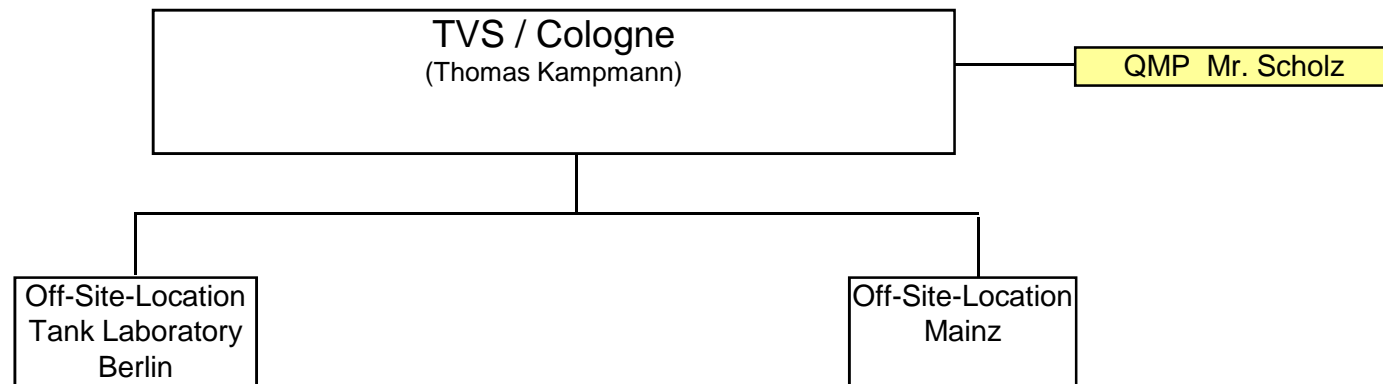 TVS / Cologne
(Thomas Kampmann)
QMP Mr. Scholz
Off-Site-Location
Tank Laboratory
Berlin
Off-Site-Location
Mainz